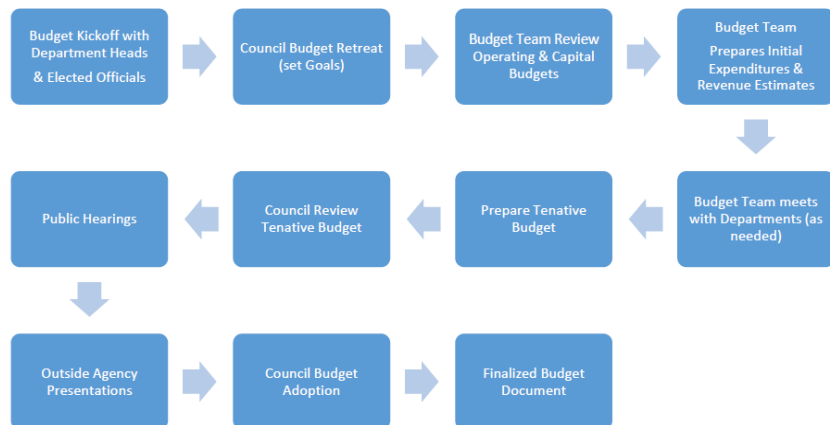 Budget Kickoff with
Department Heads
& Elected Officials
Council Budget Retreat
(set Goals)
Budget Team Review
Operating & Capital
Budgets
Budget Team
Prepares Initial
Expenditures &
Revenue Estimates
Budget Team meets
with Departments (as
needed)
Prepare Tenative
Budget
Council Review
Tenative Budget
Public Hearings
Outside Agency
Presentations
Council Budget
Adoption
Finalized Budget
Document